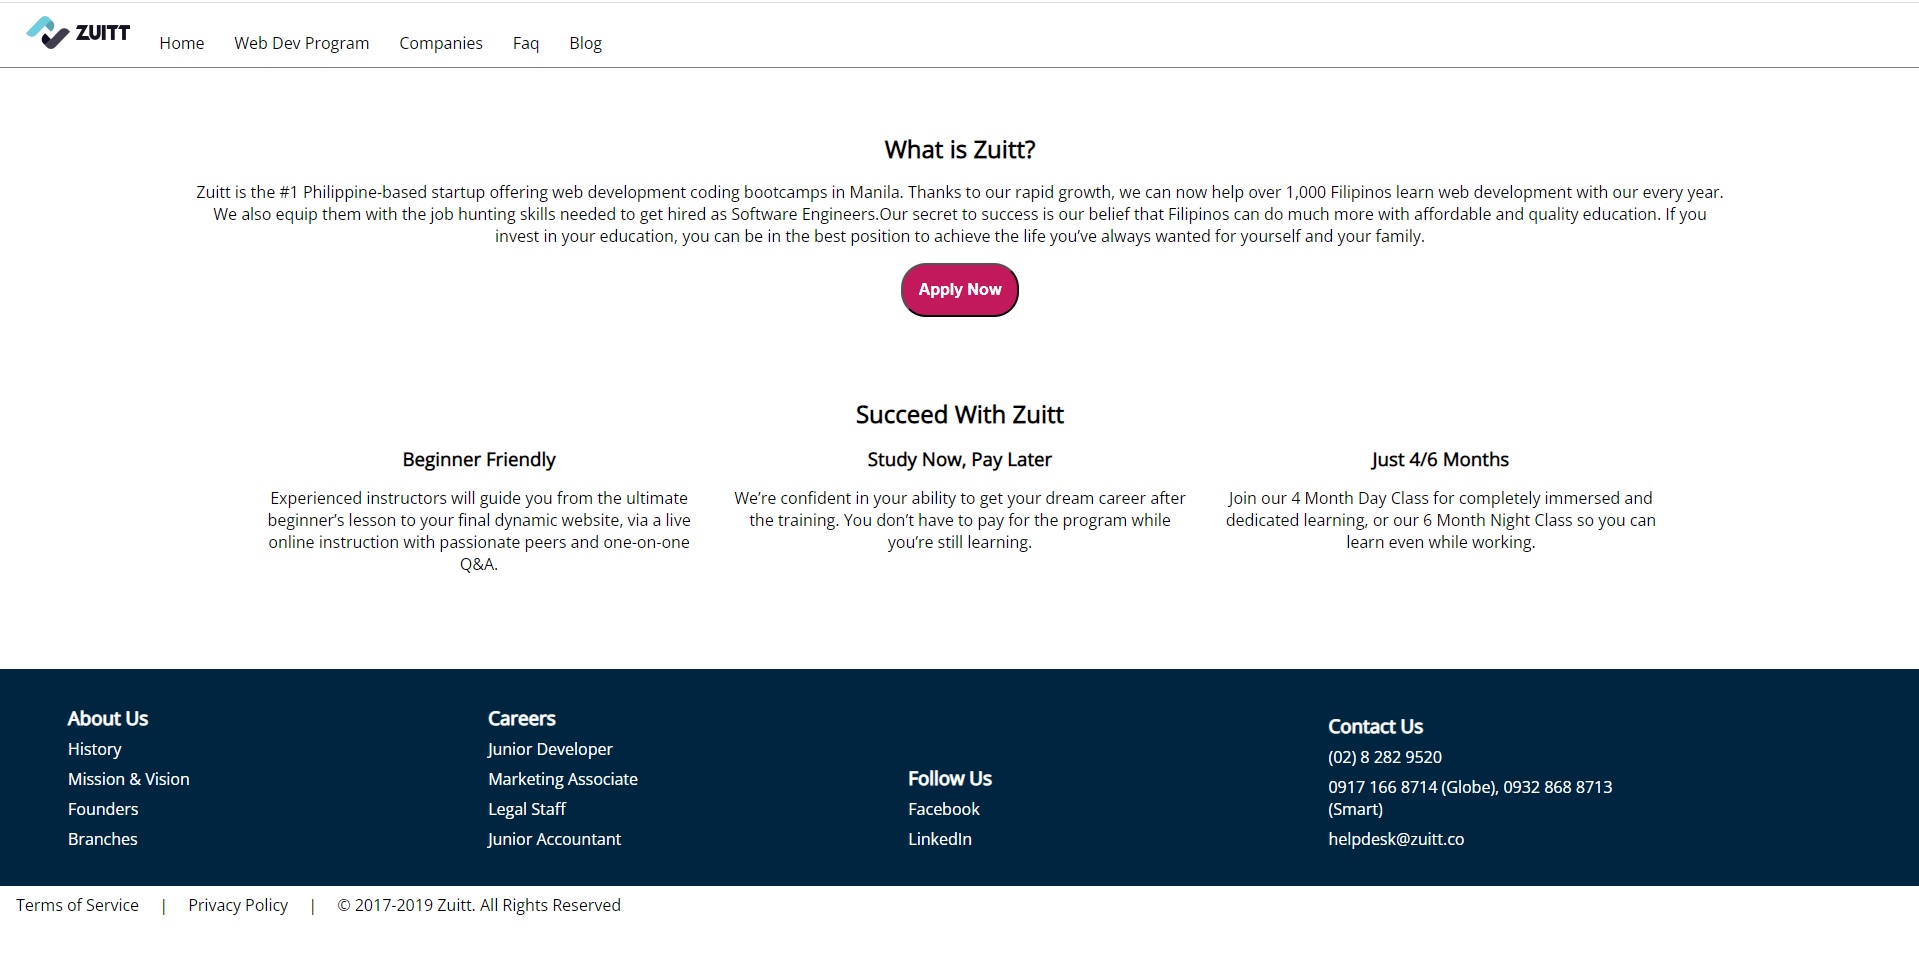 ZUITT
Home Web Dev Program Companies Faq Blog
What is Zuitt?
Zuitt is the #1 Philippine-based startup offering web development coding bootcamps in Manila. Thanks to our rapid growth, we can now help over 1,000 Filipinos learn web development with our every year.
We also equip them with the job hunting skills needed to get hired as Software Engineers.Our secret to success is our belief that Filipinos can do much more with affordable and quality education. If you
invest in your education, you can be in the best position to achieve the life you’ve always wanted for yourself and your family.
Apply Now
Succeed With Zuitt
Beginner Friendly
Experienced instructors will guide you from the ultimate
beginner’s lesson to your final dynamic website, via a live
online instruction with passionate peers and one-on-one
Q&A.
Study Now, Pay Later
We’re confident in your ability to get your dream career after
the training. You don’t have to pay for the program while
you’re still learning.
Just 4/6 Months
Join our 4 Month Day Class for completely immersed and
dedicated learning, or our 6 Month Night Class so you can
learn even while working.
About Us
History
Mission & Vision
Founders
Branches
Careers
Junior Developer
Marketing Associate
Legal Staff
Junior Accountant
Follow Us
Facebook
LinkedIn
Contact Us
(02) 8 282 9520
0917 166 8714 (Globe), 0932 868 8713
(Smart)
helpdesk@zuitt.co
Terms of Service | Privacy Policy | © 2017-2019 Zuitt. All Rights Reserved